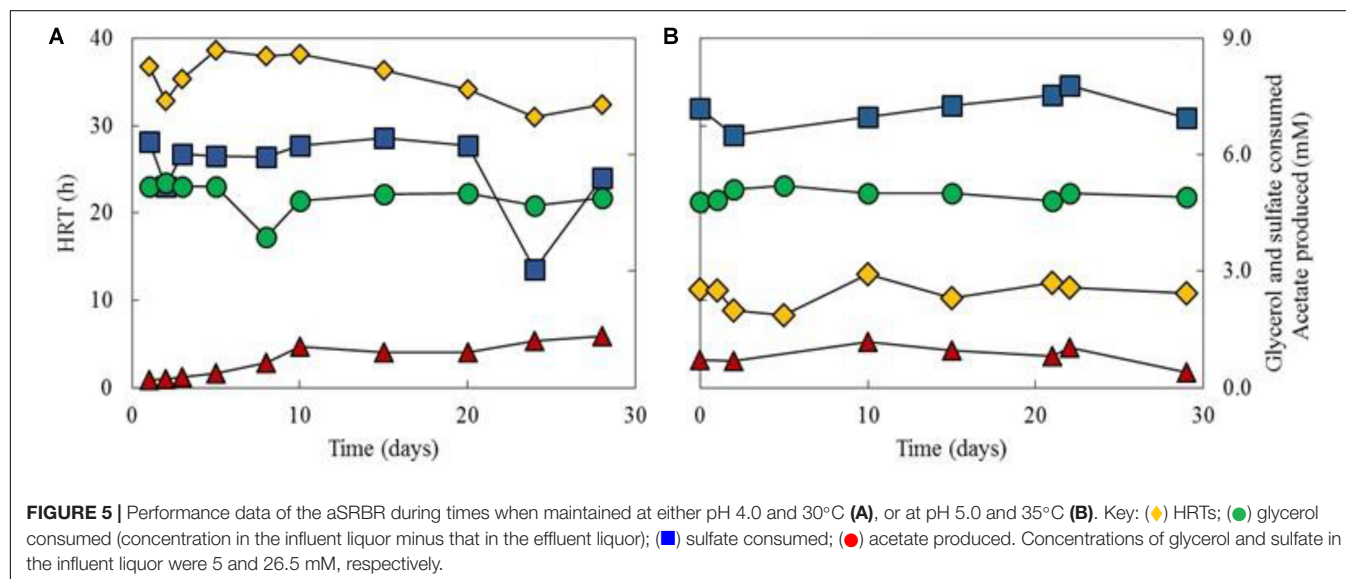 A
B
40
30
20
10
0
HRT (h)
0
10
20
30
Time (days)
0
10
20
30
Time (days)
9.0
6.0
3.0
0.0
Glycerol and sulfate consumed
Acetate produced (mM)
FIGURE 5 | Performance data of the aSRBR during times when maintained at either pH 4.0 and 30°C (A), or at pH 5.0 and 35°C (B). Key: (♦) HRTs; (●) glycerol
consumed (concentration in the influent liquor minus that in the effluent liquor); (■) sulfate consumed; (●) acetate produced. Concentrations of glycerol and sulfate in
the influent liquor were 5 and 26.5 mM, respectively.